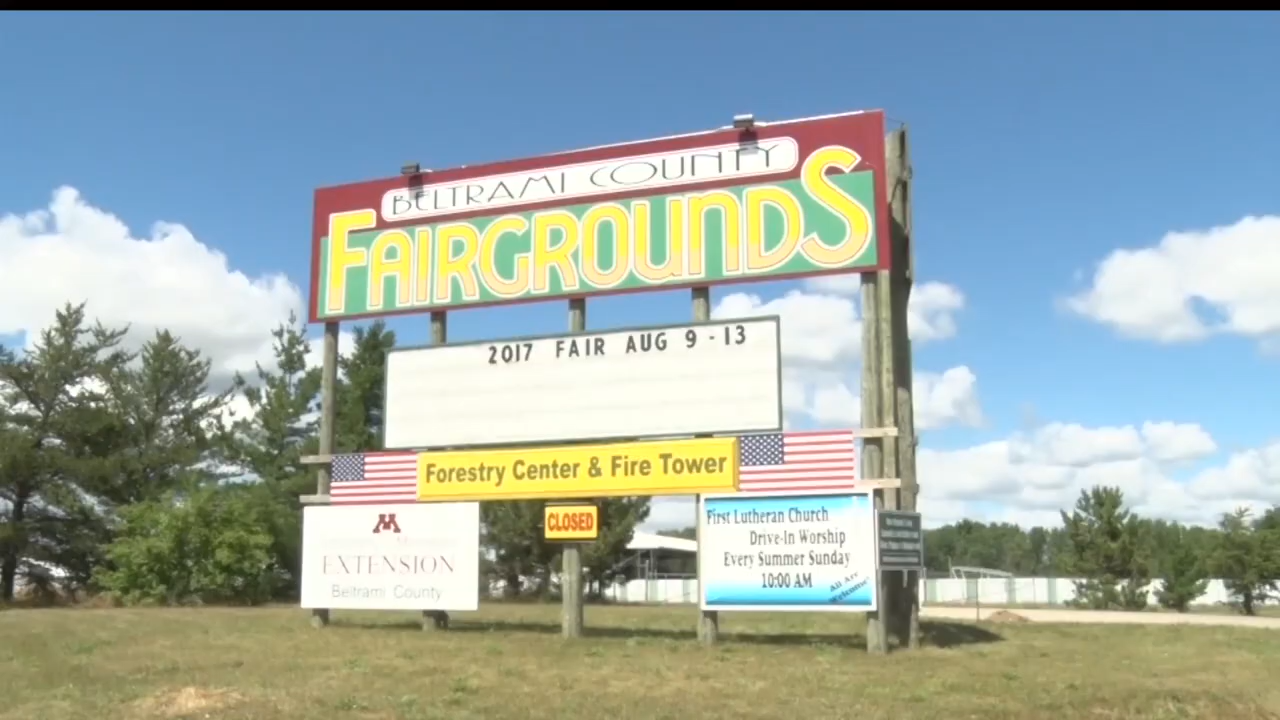 BELTRAMI COUNTY
FAIRGROUNDS
2017 FAIR AUG 9-13
Forestry Center & Fire Tower
CLOSED
M
EXTENSION
Beltrami County
First Lutheran Church
Drive-In Worship
Every Summer Sunday
10:00 AM
All Are
Welcome!